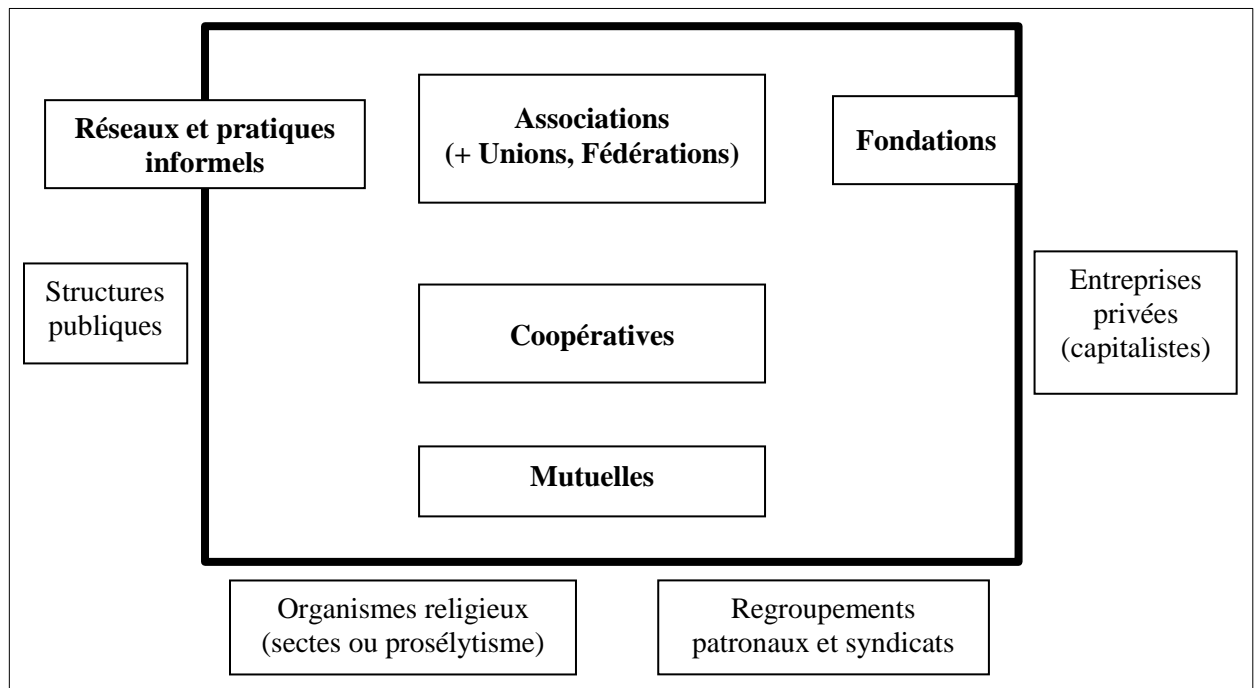 Réseaux et pratiques
informels
Associations
(+ Unions, Fédérations)
Fondations
Structures
publiques
Coopératives
Entreprises
privées
(capitalistes)
Mutuelles
Organismes religieux
(sectes ou prosélytisme)
Regroupements
patronaux et syndicats